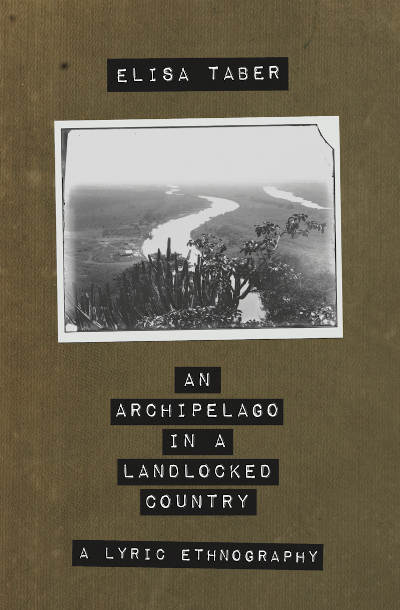 ELISA TABER
AN
ARCHIPELAGO
IN A
LANDLOCKED
COUNTRY
A LYRIC ETHNOGRAPHY